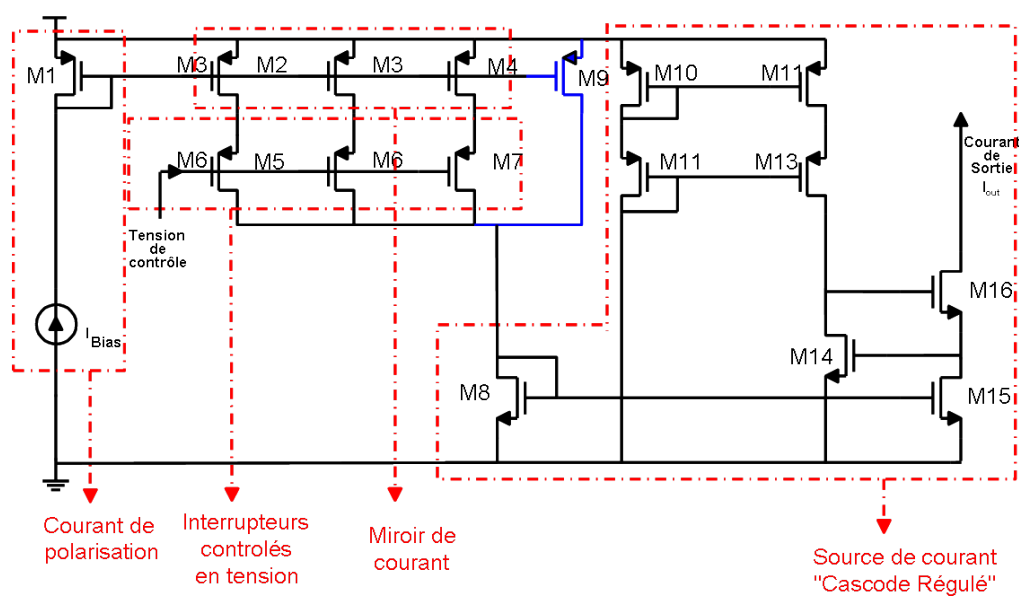 M1
M3
M2
M3
M4
M9
M10
M11
M6
M5
M6
M7
M11
M13
Courant
de
Sortie
I out
Tension
de
contrôle
I Bias
M16
M14
M8
M15
Courant de
polarisation
Interrupteurs
controlés
en tension
Miroir de
courant
Source de courant
"Cascode Régulé"